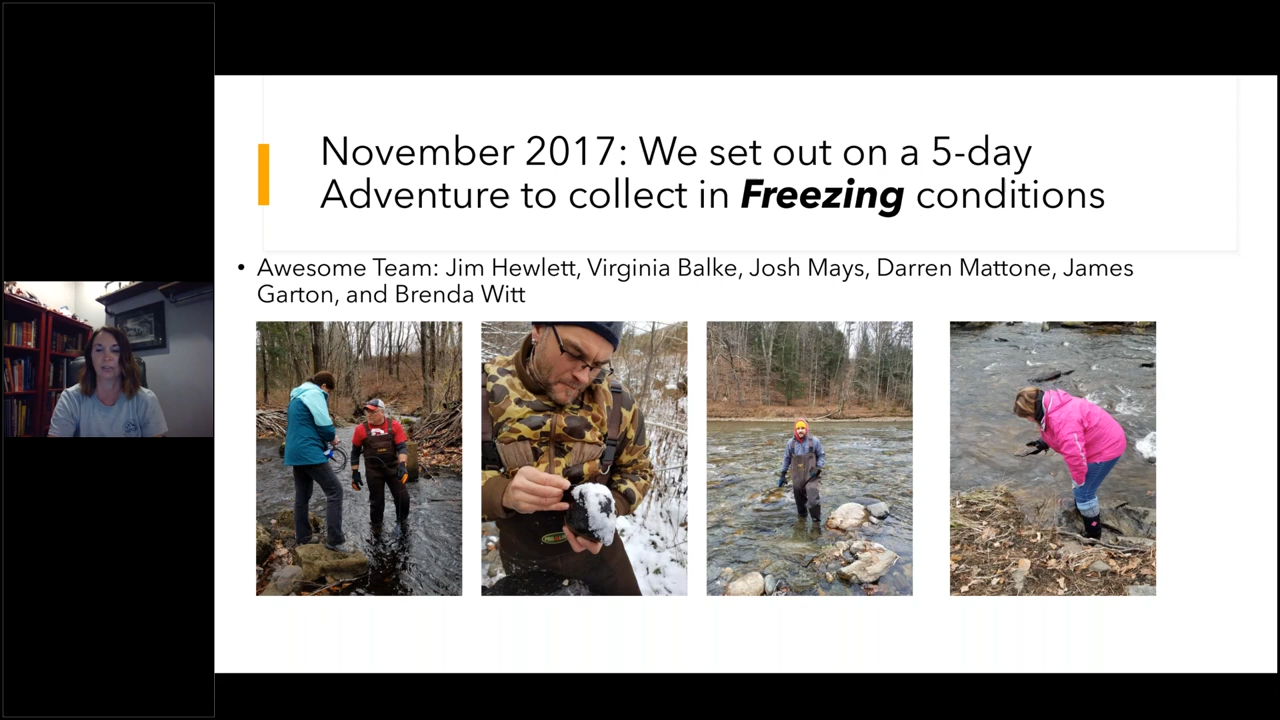 November 2017: We set out on a 5-day
Adventure to collect in Freezing conditions
• Awesome Team: Jim Hewlett, Virginia Balke, Josh Mays, Darren Mattone, James
Garton, and Brenda Witt